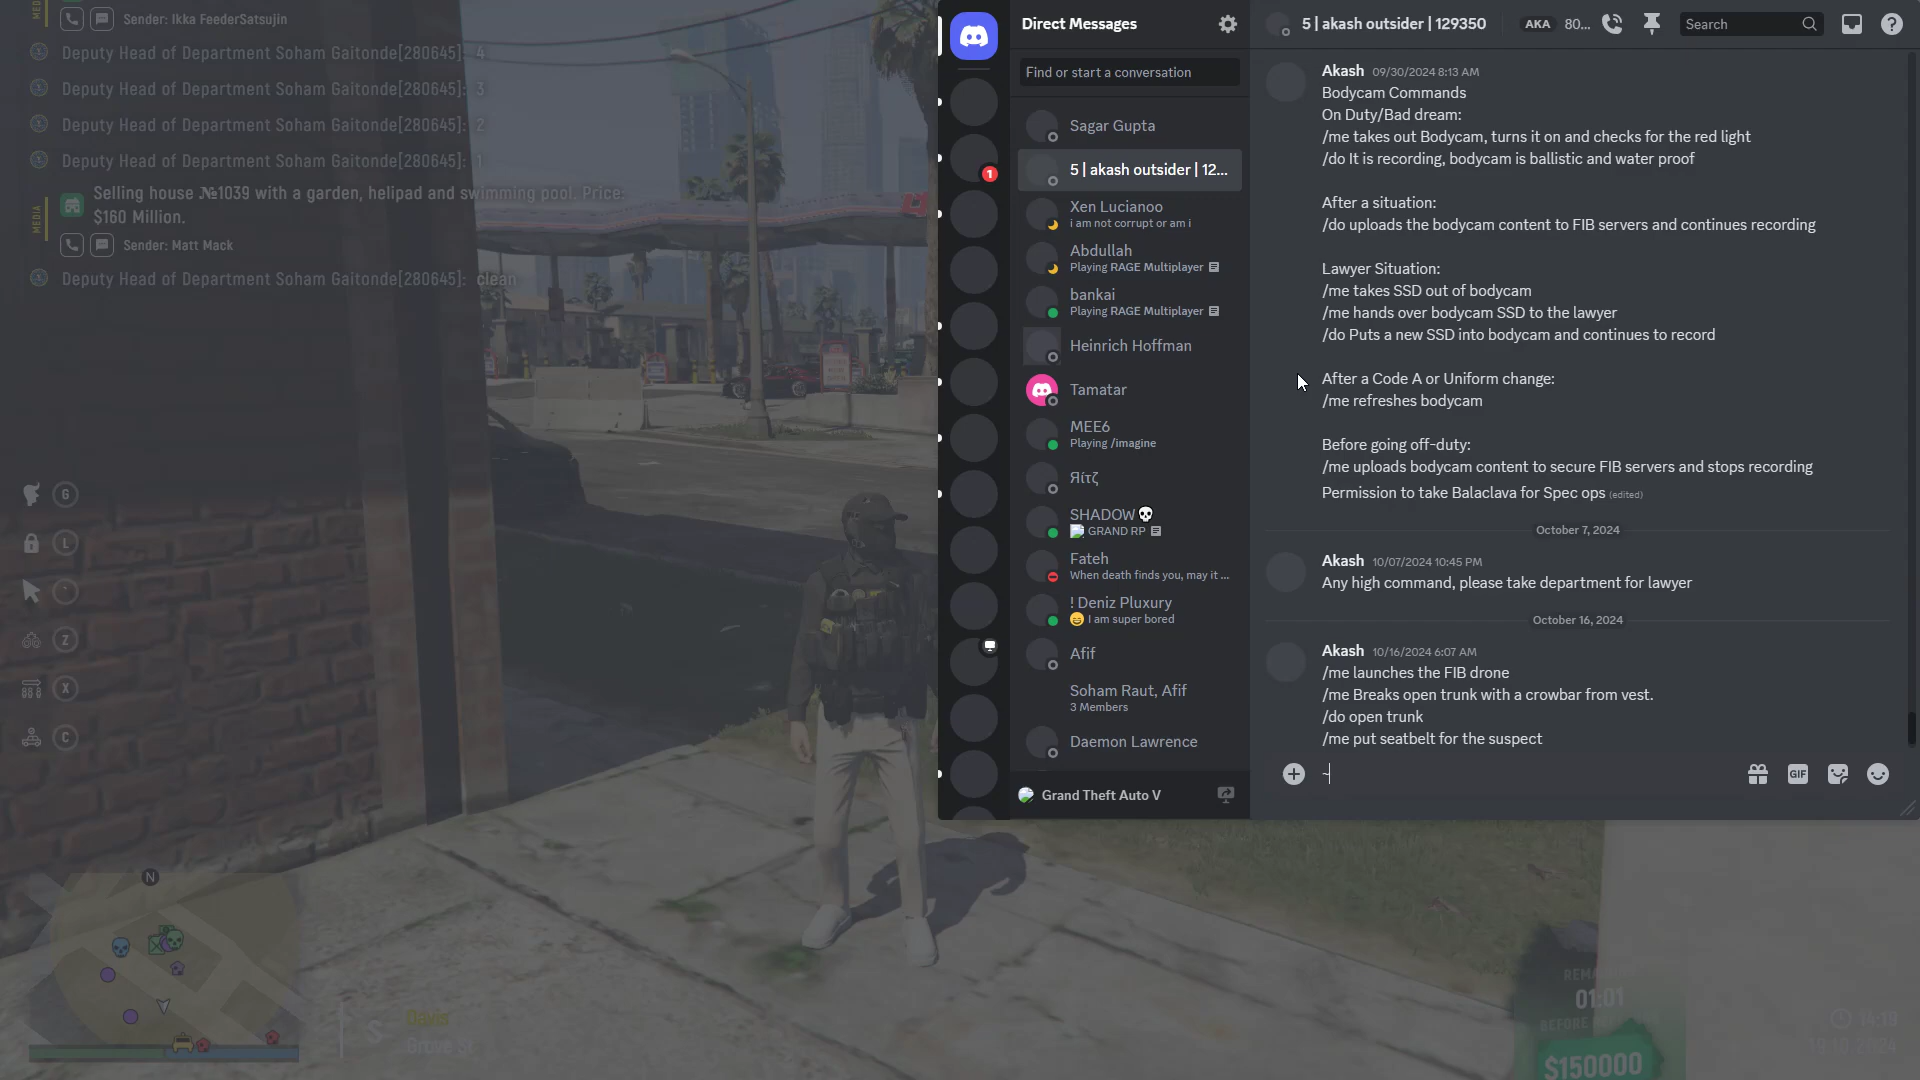 Sender: Ikka FeederSatsujin
Deputy Head of Department Soham Gaitonde[280645]: 4
Deputy Head of Department Soham Gaitonde[280645]: 3
Deputy Head of Department Soham Gaitonde[280645]: 2
Deputy Head of Department Soham Gaitonde[280645]: 1
MEDIA
Selling house №1039 with a garden, helipad and swimming pool. Price:
$160 Million.
Sender: Matt Mack
Deputy Head of Department Soham Gaitonde[280645]: clean
G
L
Z
X
C
N
S
Davis
Grove St
1
Direct Messages
Find or start a conversation
Sagar Gupta
5 | akash outsider | 12...
Xen Lucianoo
i am not corrupt or am i
Abdullah
Playing RAGE Multiplayer
bankai
Playing RAGE Multiplayer
Heinrich Hoffman
Tamatar
MEE6
Playing /imagine
Яίτζ
SHADOW💀
GRAND RP
Fateh
When death finds you, may it ...
! Deniz Pluxury
😄 I am super bored
Afif
Soham Raut, Afif
3 Members
Daemon Lawrence
Grand Theft Auto V
5 | akash outsider | 129350
AKA 80...
Search
Akash 09/30/2024 8:13 AM
Bodycam Commands
On Duty/Bad dream:
/me takes out Bodycam, turns it on and checks for the red light
/do It is recording, bodycam is ballistic and water proof
After a situation:
/do uploads the bodycam content to FIB servers and continues recording
Lawyer Situation:
/me takes SSD out of bodycam
/me hands over bodycam SSD to the lawyer
/do Puts a new SSD into bodycam and continues to record
After a Code A or Uniform change:
/me refreshes bodycam
Before going off-duty:
/me uploads bodycam content to secure FIB servers and stops recording
Permission to take Balaclava for Spec ops (edited)
October 7, 2024
Akash 10/07/2024 10:45 PM
Any high command, please take department for lawyer
October 16, 2024
Akash 10/16/2024 6:07 AM
/me launches the FIB drone
/me Breaks open trunk with a crowbar from vest.
/do open trunk
/me put seatbelt for the suspect
~
GIF
01:01
$150000
14:19
19.10.2024